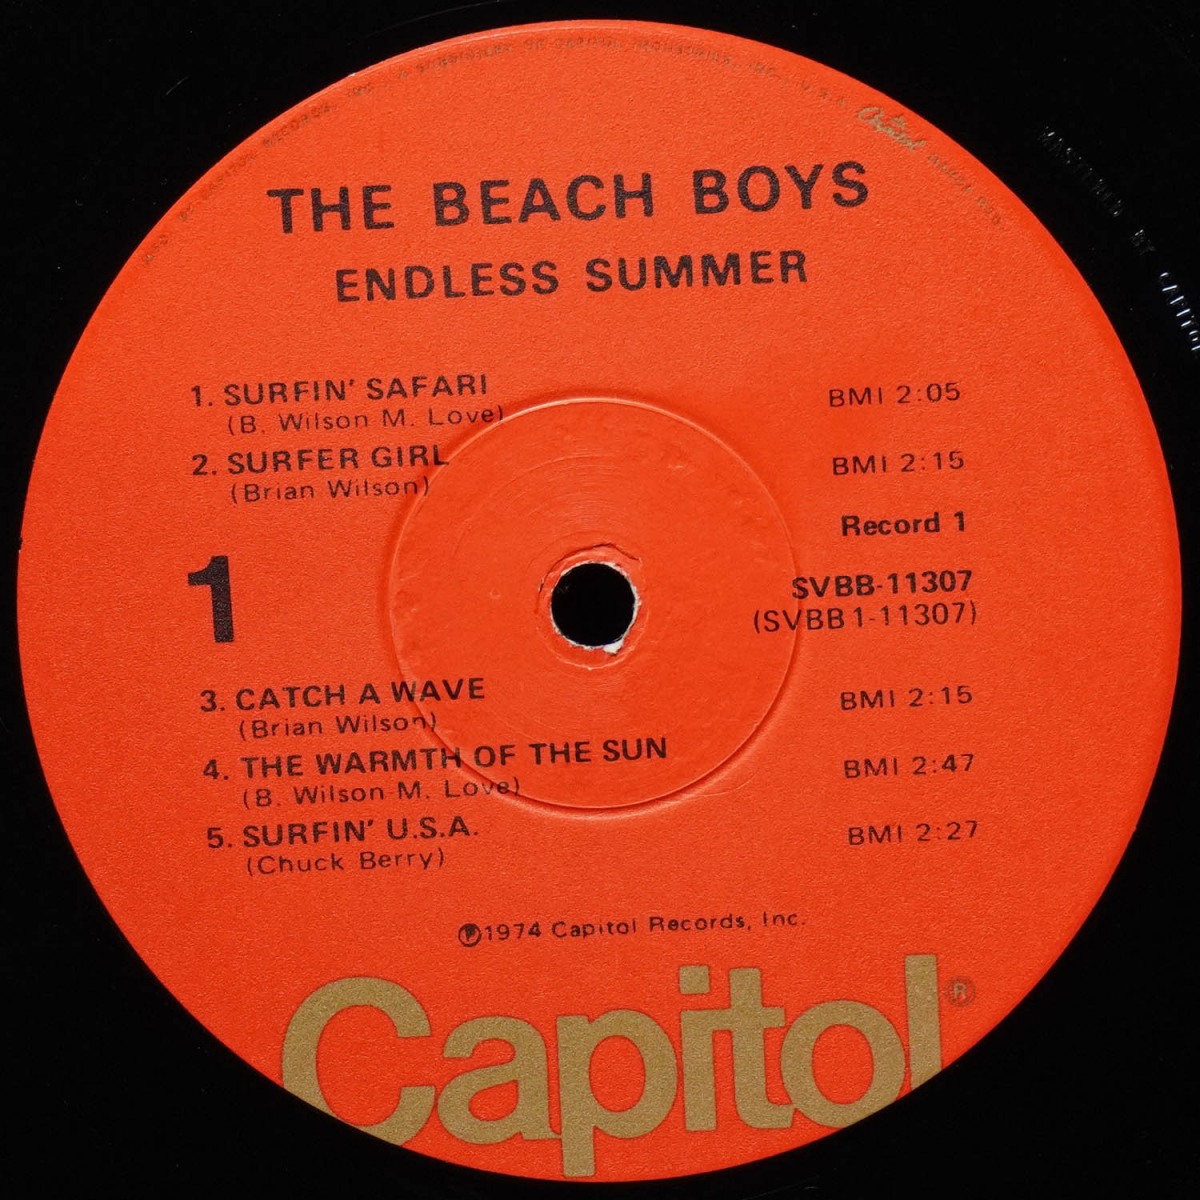 THE BEACH BOYS
ENDLESS SUMMER
1. SURFIN' SAFARI BMI 2:05
(B. Wilson-M. Love)
2. SURFER GIRL BMI 2:15
(Brian Wilson)
Record 1
1
SVBB-11307
(SVBB1-11307)
3. CATCH A WAVE BMI 2:15
(Brian Wilson)
4. THE WARMTH OF THE SUN BMI 2:47
(B. Wilson-M. Love)
5. SURFIN' U.S.A. BMI 2:27
(Chuck Berry)
℗1974 Capitol Records, Inc.
Capitol®
MASTERED BY CAPITOL